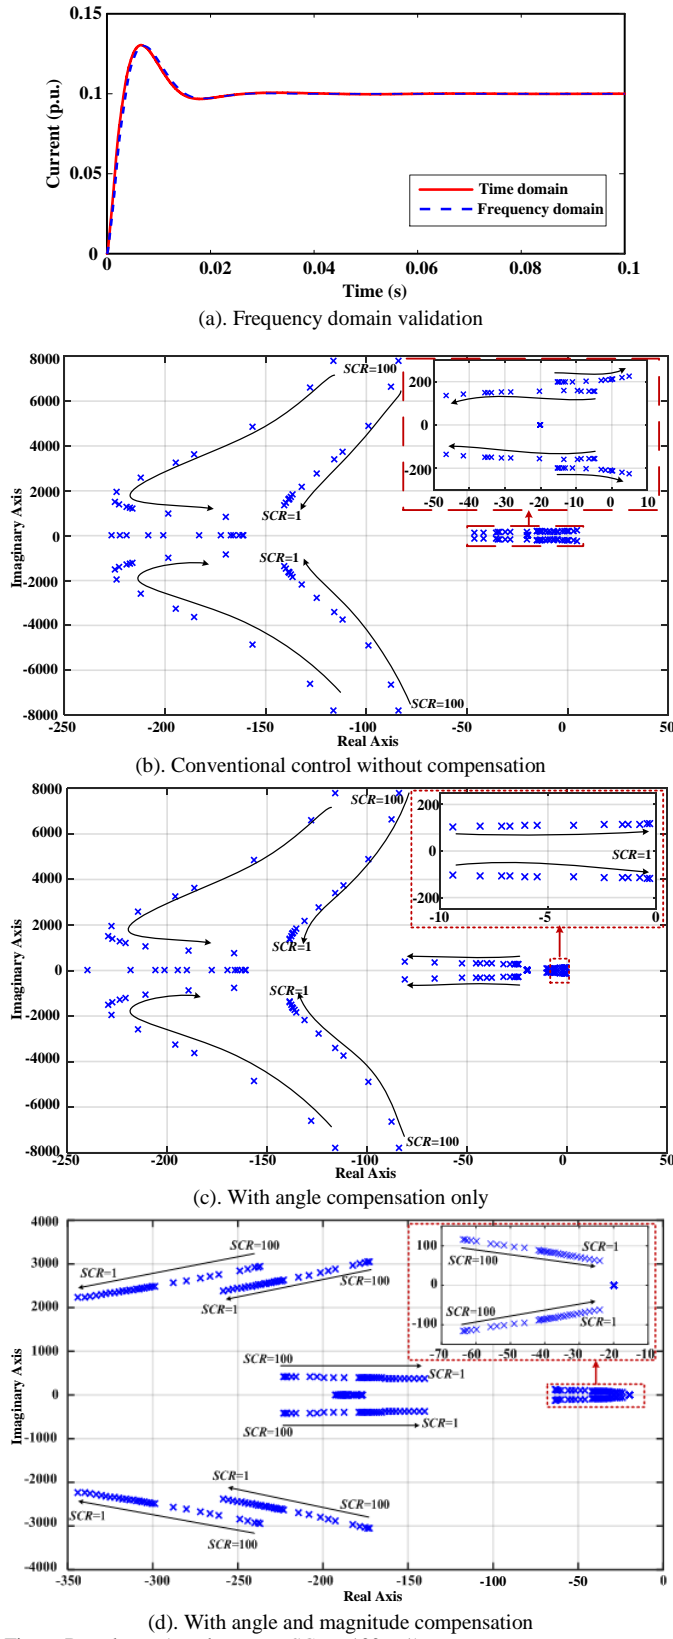 0.15
0.1
0.05
0
Current (p.u.)
Time domain
Frequency domain
0 0.02 0.04 0.06 0.08 0.1
Time (s)
(a). Frequency domain validation
8000
6000
4000
2000
0
-2000
-4000
-6000
-8000
Imaginary Axis
SCR=100
SCR=1
SCR=1
SCR=100
200
0
-200
-50 -40 -30 -20 -10 0 10
-250 -200 -150 -100 -50 0 50
Real Axis
(b). Conventional control without compensation
8000
6000
4000
2000
0
-2000
-4000
-6000
-8000
Imaginary Axis
SCR=100
SCR=1
SCR=1
SCR=100
200
0
-200
SCR=1
-10 -5 0
-250 -200 -150 -100 -50 0 50
Real Axis
(c). With angle compensation only
4000
3000
2000
1000
0
-1000
-2000
-3000
-4000
Imaginary Axis
SCR=100
SCR=1
SCR=100
SCR=1
SCR=100
SCR=1
SCR=100
SCR=1
SCR=1
SCR=100
SCR=1
SCR=100
100
0
-100
SCR=1
SCR=100
SCR=100
SCR=1
-70 -60 -50 -40 -30 -20 -10
-350 -300 -250 -200 -150 -100 -50 0
Real Axis
(d). With angle and magnitude compensation